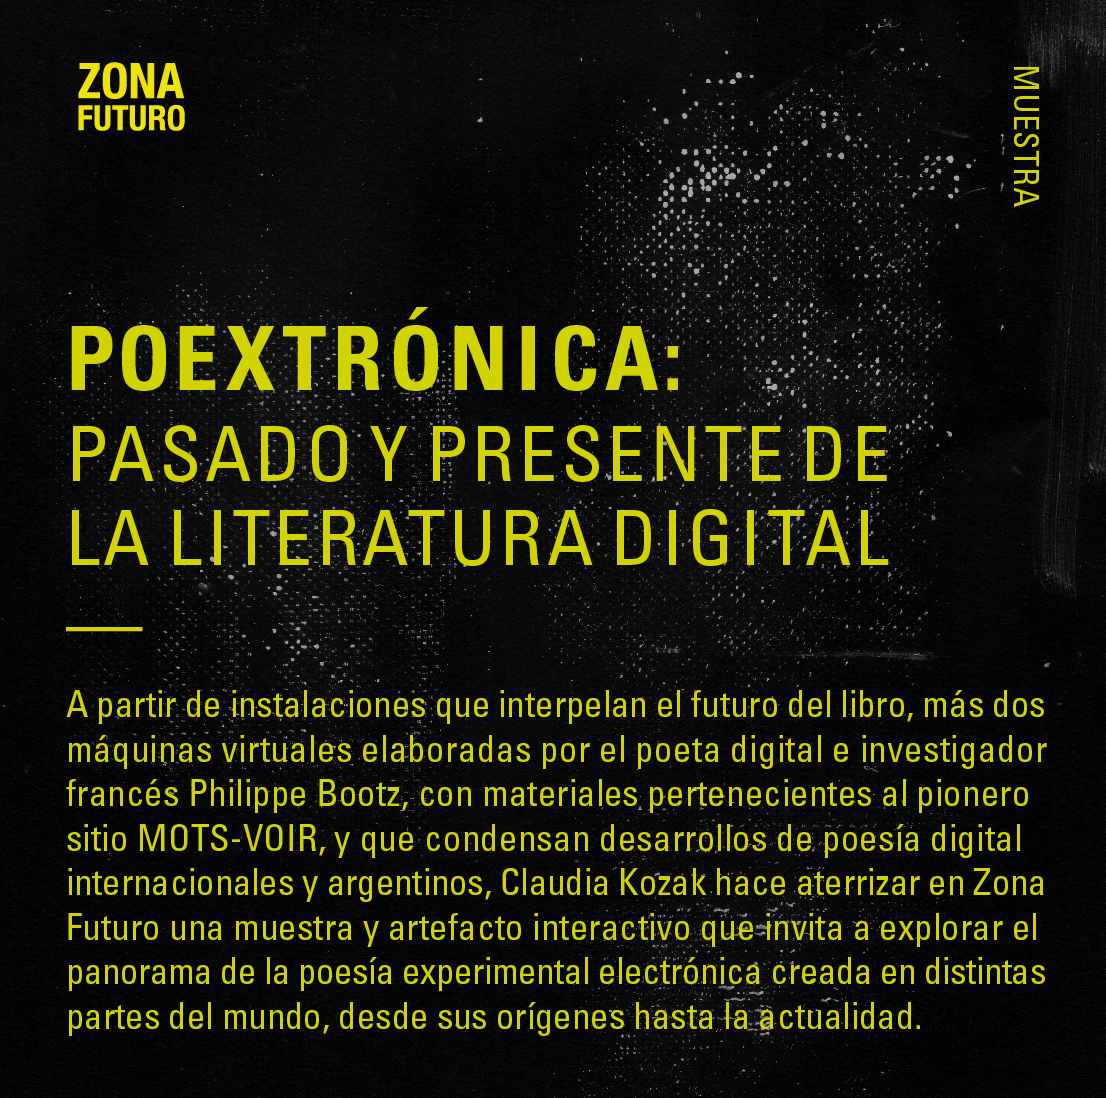 ZONA
FUTURO
MUESTRA
POEXTRÓNICA:
PASADO Y PRESENTE DE
LA LITERATURA DIGITAL
A partir de instalaciones que interpelan el futuro del libro, más dos
máquinas virtuales elaboradas por el poeta digital e investigador
francés Philippe Bootz, con materiales pertenecientes al pionero
sitio MOTS-VOIR, y que condensan desarrollos de poesía digital
internacionales y argentinos, Claudia Kozak hace aterrizar en Zona
Futuro una muestra y artefacto interactivo que invita a explorar el
panorama de la poesía experimental electrónica creada en distintas
partes del mundo, desde sus orígenes hasta la actualidad.